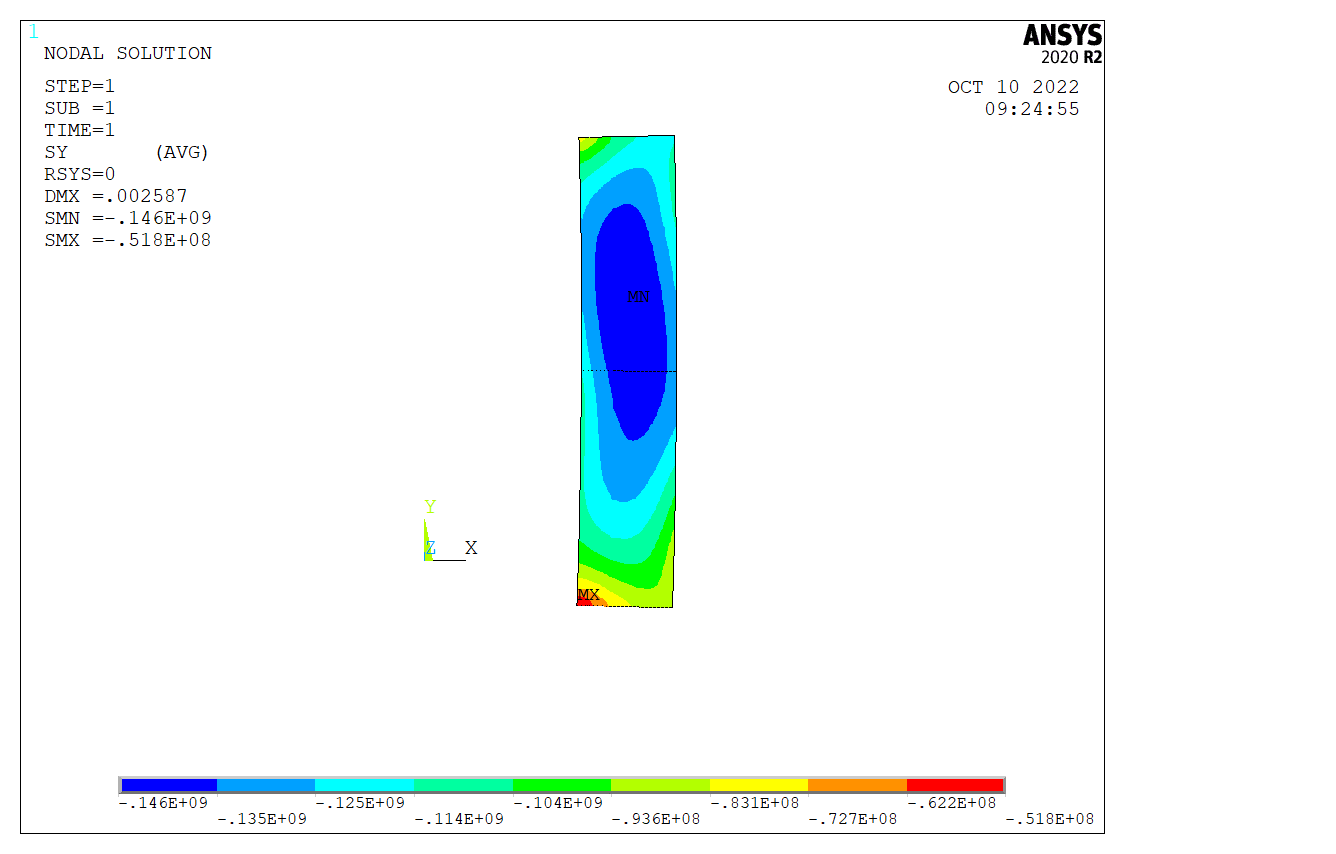 1
NODAL SOLUTION
STEP=1
SUB =1
TIME=1
SY (AVG)
RSYS=0
DMX =.002587
SMN =-.146E+09
SMX =-.518E+08
ANSYS
2020 R2
OCT 10 2022
09:24:55
MN
Y
Z X
MX
-.146E+09 -.125E+09 -.104E+09 -.831E+08 -.622E+08
-.135E+09 -.114E+09 -.936E+08 -.727E+08 -.518E+08